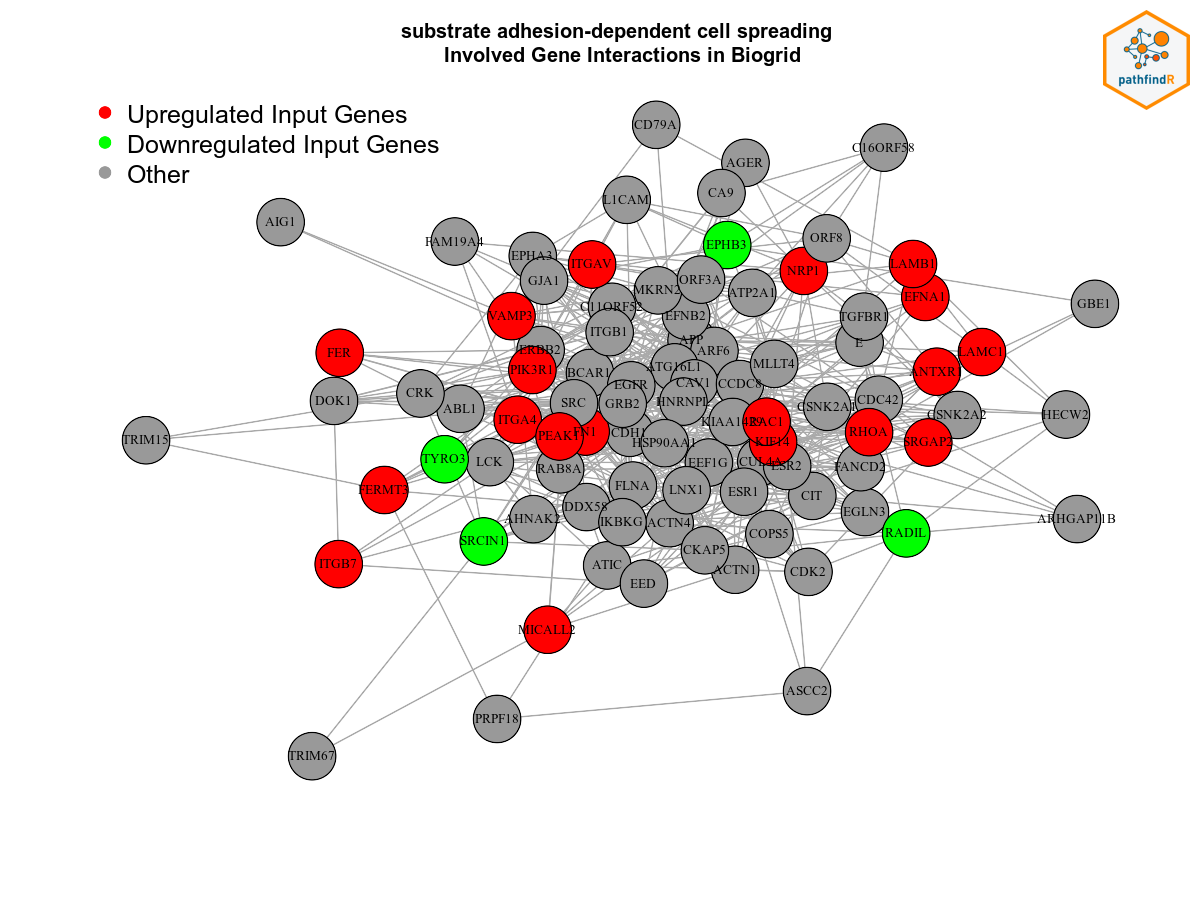 substrate adhesion-dependent cell spreading
Involved Gene Interactions in Biogrid
pathfindR
Upregulated Input Genes
Downregulated Input Genes
Other
CD79A
C16ORF58
AGER
CA9
L1CAM
AIG1
FAM19A4
EPHB3
ORF8
EPHA3
ITGAV
LAMB1
NRP1
GJA1
ORF3A
MKRN2
ATP2A1
EFNA1
GBE1
C11ORF52
VAMP3
EFNB2
TGFBR1
ITGB1
APP
E
ERBB2
ARF6
FER
LAMC1
ATG16L1
MLLT4
PIK3R1
BCAR1
ANTXR
CAV1
EGFR
CCDC8
CRK
DOK1
SRC
GRB2
HNRNPL
CSNK2A1
CDC42
ABL1
CSNK2A2
HECW2
ITGA4
KIAA1429
RAC1
PEAK1
FN1
CDH1
RHOA
TRIM15
HSP90AA1
KIF14
SRGAP2
TYRO3
LCK
RAB8A
EEF1G
CUL4A
ESR2
FANCD2
FERMT3
FLNA
LNX1
ESR1
CIT
DDX58
EGLN3
AHNAK2
IKBKG
ACTN4
ARHGAP11B
COPS5
RADIL
SRCIN1
CKAP5
ITGB7
ATIC
ACTN1
CDK2
EED
MICALL2
ASCC2
PRPF18
TRIM67